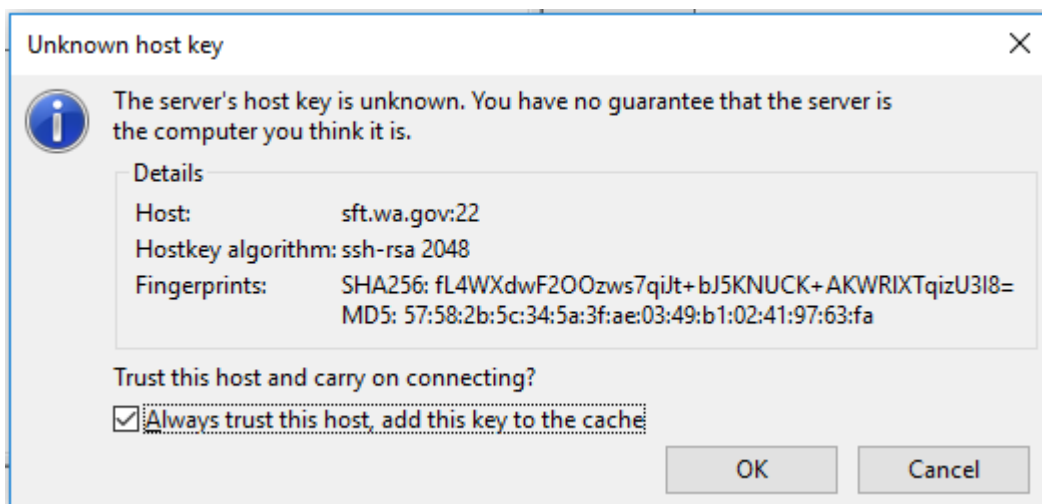 Unknown host key
The server's host key is unknown. You have no guarantee that the server is
the computer you think it is.
Details
Host: sft.wa.gov:22
Hostkey algorithm: ssh-rsa 2048
Fingerprints: SHA256: fL4WXdwF2OOzws7qiJt+bJ5KNUCK+AKWRIXTqizU3I8=
MD5: 57:58:2b:5c:34:5a:3f:ae:03:49:b1:02:41:97:63:fa
Trust this host and carry on connecting?
Always trust this host, add this key to the cache
OK Cancel